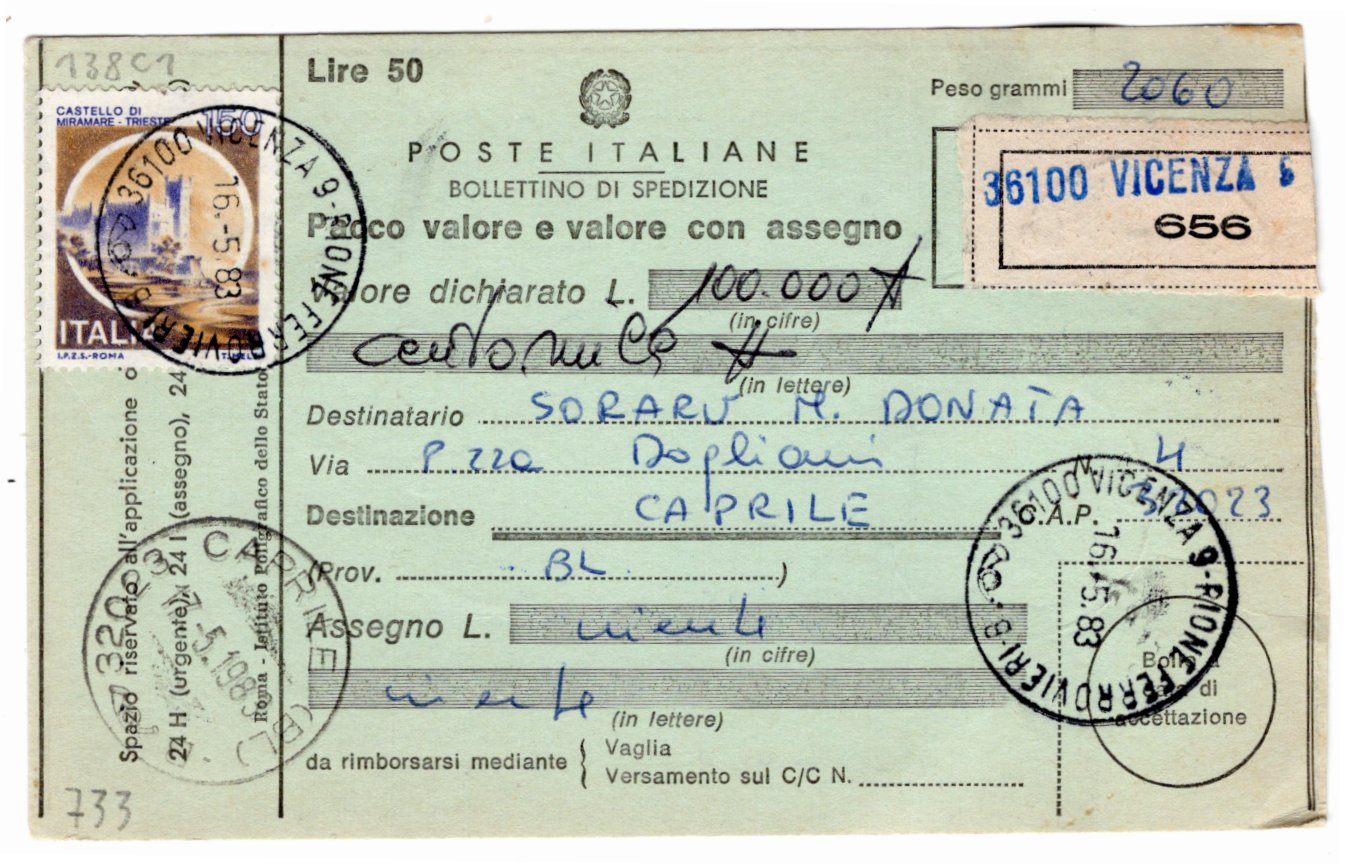 138C1
Lire 50
Peso grammi 2060
CASTELLO DI
MIRAMARE - TRIESTE
150
ITALIA
I.P.Z.S.-ROMA
POSTE ITALIANE
BOLLETTINO DI SPEDIZIONE
Pacco valore e valore con assegno
36100 VICENZA
656
36100 VICENZA 9-RIONE FERROVIERI-B
16.-5.83
Valore dichiarato L. 100.000
(in cifre)
centomila
(in lettere)
Destinatario SORARU M. DONATA
Via P.zza Dogliani N. 4
Destinazione CAPRILE C.A.P. 32023
(Prov. BL)
Assegno L. niente
(in cifre)
niente
(in lettere)
da rimborsarsi mediante { Vaglia
Versamento sul C/C N.
36100 VICENZA 9-RIONE FERROVIERI-B
16.-5.83
Bollo a
di
accettazione
Spazio riservato all'applicazione
24 H (urgente), 24 I (assegno), 24
Roma - Istituto Poligrafico dello Stato
32023 CAPRILE (BL)
7-5.1983
733